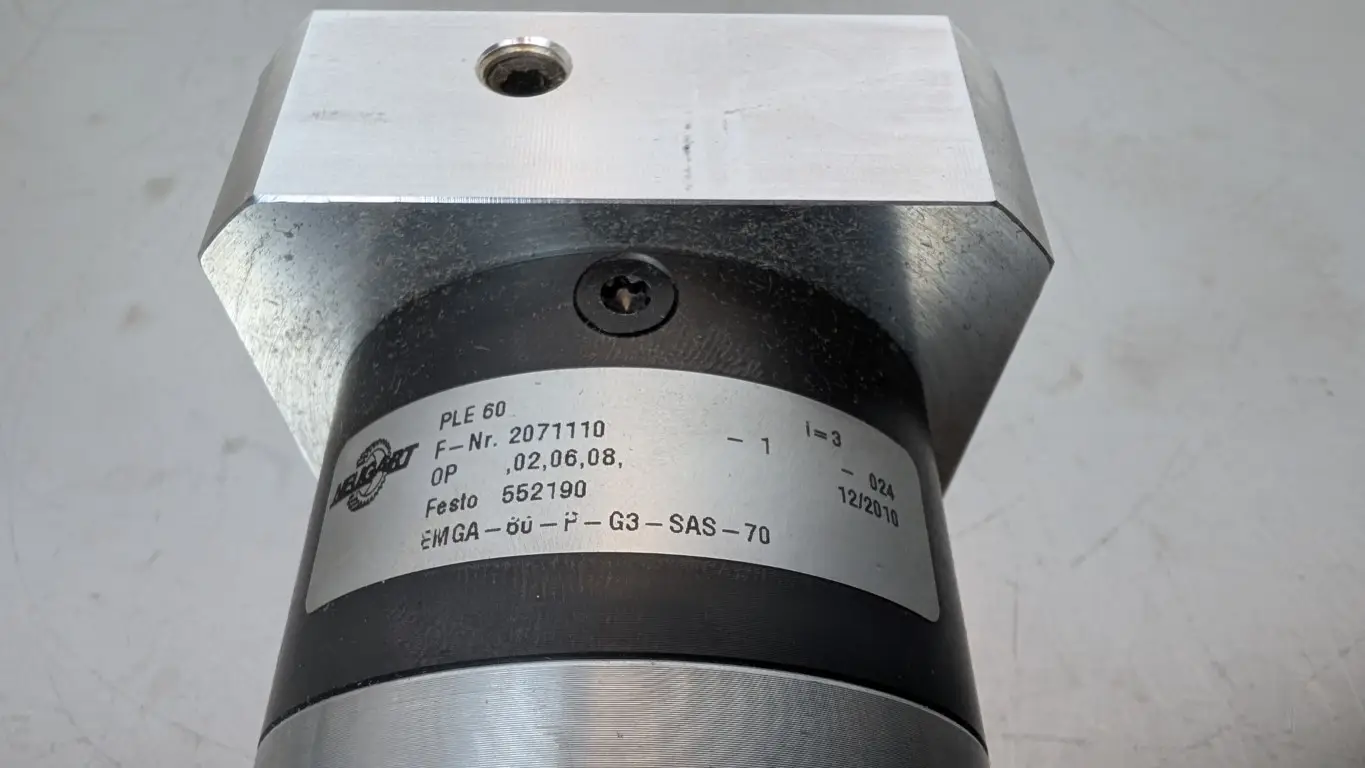 NEUGART
PLE 60 i=3
F-Nr. 2071110 - 1 - 024
OP ,02,06,08, 12/2010
Festo 552190
EMGA-60-P-G3-SAS-70